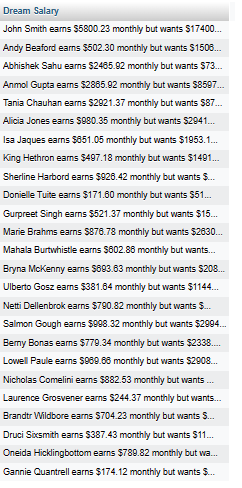 Dream Salary
John Smith earns $5800.23 monthly but wants $17400...
Andy Beaford earns $502.30 monthly but wants $1506...
Abhishek Sahu earns $2465.92 monthly but wants $73...
Anmol Gupta earns $2865.92 monthly but wants $8597...
Tania Chauhan earns $2921.37 monthly but wants $87...
Alicia Jones earns $980.35 monthly but wants $2941...
Isa Jaques earns $651.05 monthly but wants $1953.1...
King Hethron earns $497.18 monthly but wants $1491...
Sherline Harbord earns $926.42 monthly but wants $...
Donielle Tuite earns $171.60 monthly but wants $51...
Gurpreet Singh earns $521.37 monthly but wants $15...
Marie Brahms earns $876.78 monthly but wants $2630...
Mahala Burtwhistle earns $602.86 monthly but wants...
Bryna McKenny earns $693.63 monthly but wants $208...
Ulberto Gosz earns $381.64 monthly but wants $1144...
Netti Dellenbrok earns $790.82 monthly but wants $...
Salmon Gough earns $998.32 monthly but wants $2994...
Berny Bonas earns $779.34 monthly but wants $2338....
Lowell Paule earns $969.66 monthly but wants $2908...
Nicholas Comelini earns $882.53 monthly but wants ...
Laurence Grosvener earns $244.37 monthly but wants...
Brandtr Wildbore earns $704.23 monthly but wants $...
Druci Sixsmith earns $387.43 monthly but wants $11...
Oneida Hicklingbottom earns $789.82 monthly but wa...
Gannie Quantrell earns $174.12 monthly but wants $...